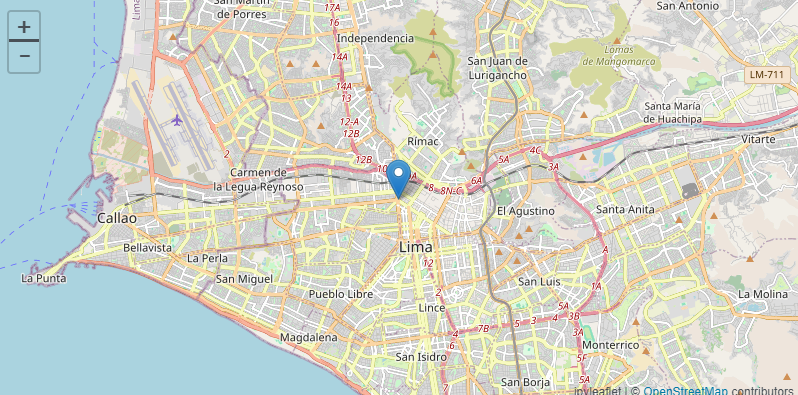 San Martín
de Porres
Lima
17A
16
San Antonio
+
−
Independencia
14A
14A
13
San Juan de
Lurigancho
Lomas
de Mangomarca
LM-711
12-A
12B
Santa María
de Huachipa
Rímac
Vitarte
2
12B
5A
4C
3A
6A
Carmen de
la Legua Reynoso
8
8
N-C
Callao
El Agustino
Santa Anita
Bellavista
Lima
A
La Perla
12
La Punta
San Miguel
San Luis
1A
Pueblo Libre
2
Lince
5A
La Molina
7B
5
3
4
3B
4
Magdalena
3A
Monterrico
6
San Isidro
5A
5F
7
San Borja
ipyleaflet | © OpenStreetMap contributors